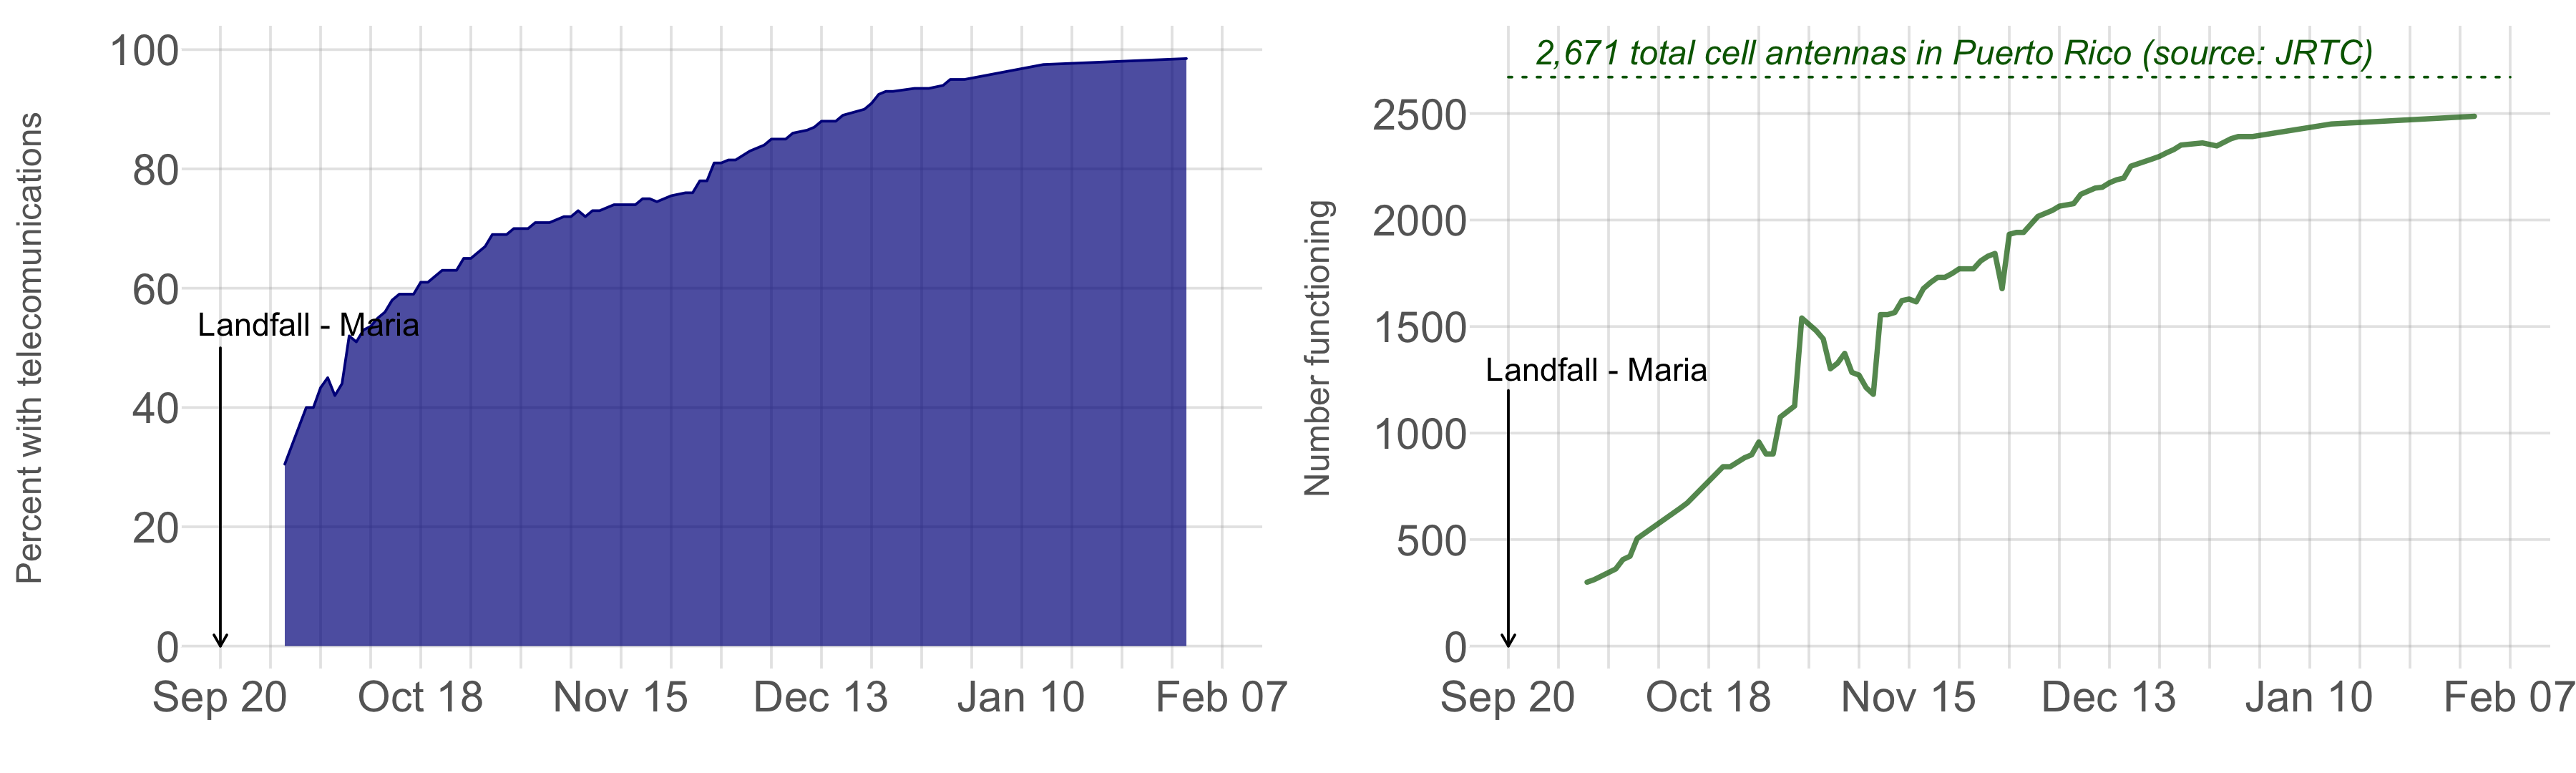 Percent with telecomunications
100
80
60
40
20
0
Landfall - Maria
Sep 20
Oct 18
Nov 15
Dec 13
Jan 10
Feb 07
Number functioning
2,671 total cell antennas in Puerto Rico (source: JRTC)
2500
2000
1500
1000
500
0
Landfall - Maria
Sep 20
Oct 18
Nov 15
Dec 13
Jan 10
Feb 07